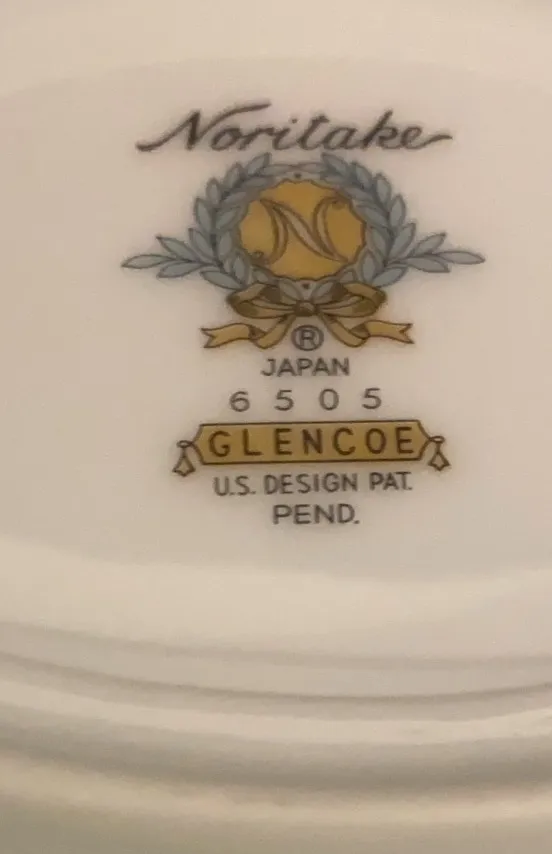 Noritake
N
®
JAPAN
6505
GLENCOE
U.S. DESIGN PAT.
PEND.